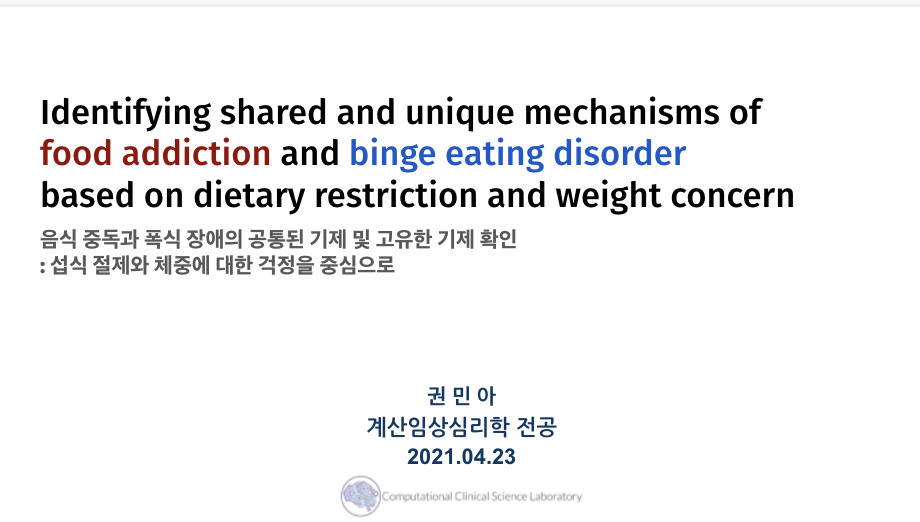 Identifying shared and unique mechanisms of
food addiction and binge eating disorder
based on dietary restriction and weight concern
음식 중독과 폭식 장애의 공통된 기제 및 고유한 기제 확인
: 섭식 절제와 체중에 대한 걱정을 중심으로
권 민 아
계산임상심리학 전공
2021.04.23
Computational Clinical Science Laboratory